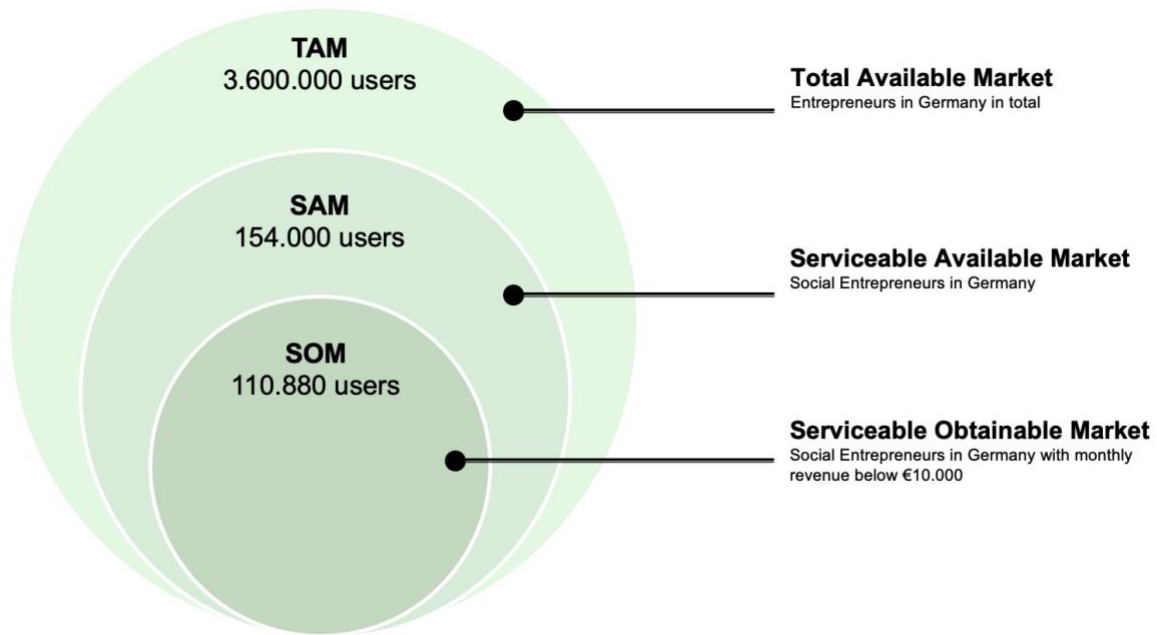 TAM
3.600.000 users
Total Available Market
Entrepreneurs in Germany in total
SAM
154.000 users
Serviceable Available Market
Social Entrepreneurs in Germany
SOM
110.880 users
Serviceable Obtainable Market
Social Entrepreneurs in Germany with monthly
revenue below €10.000